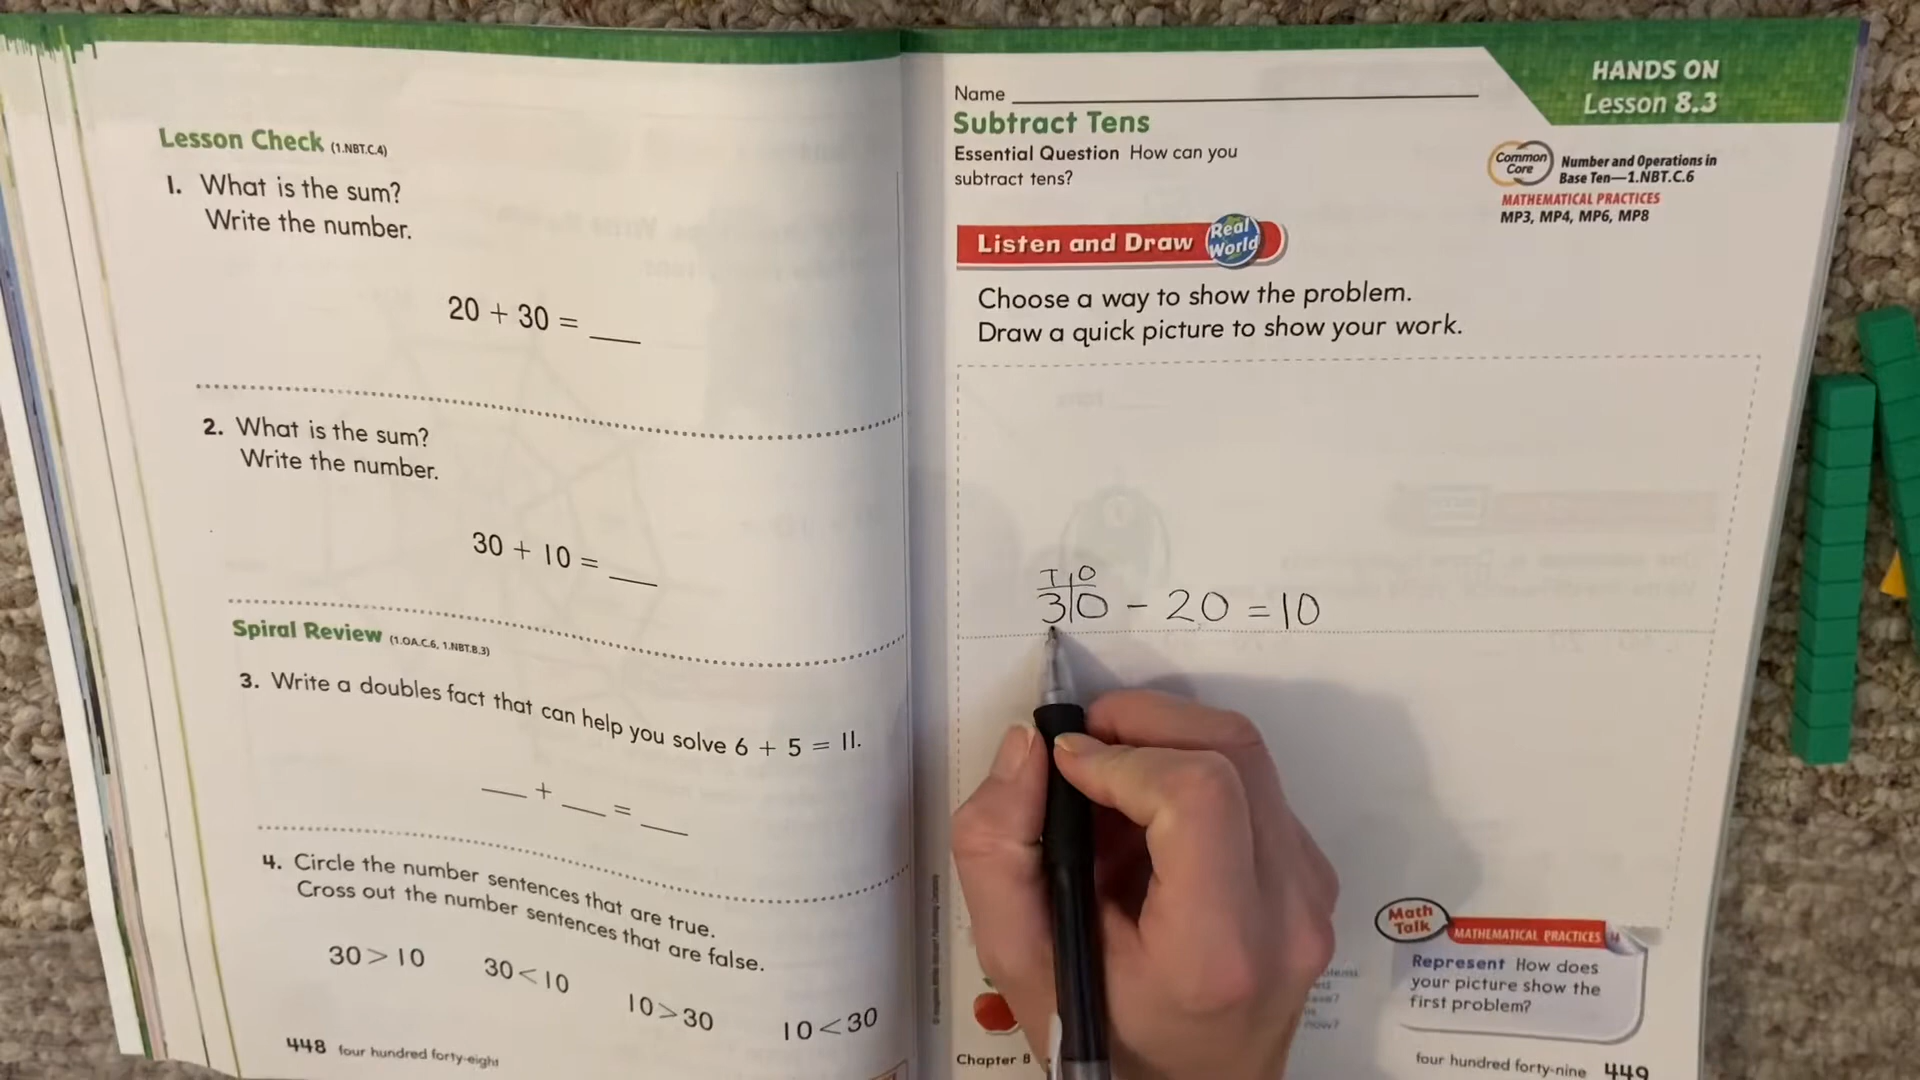 Lesson Check (1.NBT.C.4)
1. What is the sum?
Write the number.
20 + 30 = ___
2. What is the sum?
Write the number.
30 + 10 = ___
Spiral Review (1.OA.C.6, 1.NBT.B.3)
3. Write a doubles fact that can help you solve 6 + 5 = 11.
___ + ___ = ___
4. Circle the number sentences that are true.
Cross out the number sentences that are false.
30 > 10 30 < 10 10 > 30 10 < 30
448 four hundred forty-eight
HANDS ON
Lesson 8.3
Name
Subtract Tens
Essential Question How can you
subtract tens?
Common
Core
Number and Operations in
Base Ten—1.NBT.C.6
MATHEMATICAL PRACTICES
MP3, MP4, MP6, MP8
Listen and Draw
Real
World
Choose a way to show the problem.
Draw a quick picture to show your work.
T O
30 - 20 = 10
Math
Talk
MATHEMATICAL PRACTICES
Represent How does
your picture show the
first problem?
Chapter 8
four hundred forty-nine 449